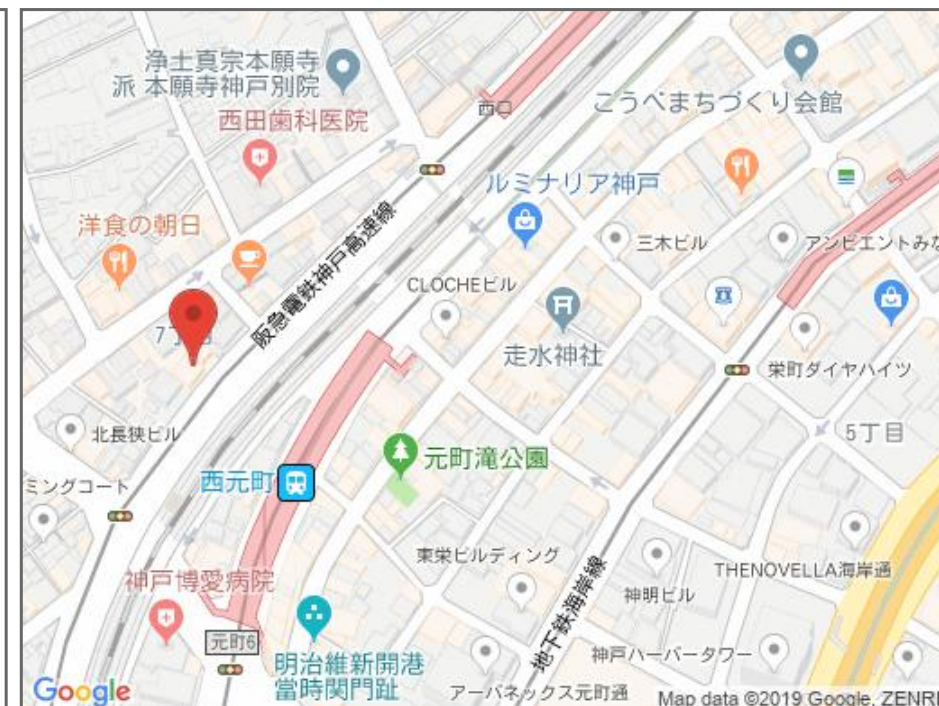 浄土真宗本願寺
派 本願寺神戸別院
西田歯科医院
西口
こうべまちづくり会館
洋食の朝日
ルミナリア神戸
三木ビル
アンビエントみな
阪急電鉄神戸高速線
CLOCHEビル
走水神社
栄町ダイヤハイツ
北長狭ビル
5丁目
元町滝公園
西元町
ミングコート
東栄ビルディング
THENOVELLA海岸通
神戸博愛病院
神明ビル
地下鉄海岸線
元町6
明治維新開港
當時関門趾
神戸ハーバータワー
アーバネックス元町通
Google
Map data ©2019 Google, ZENRI